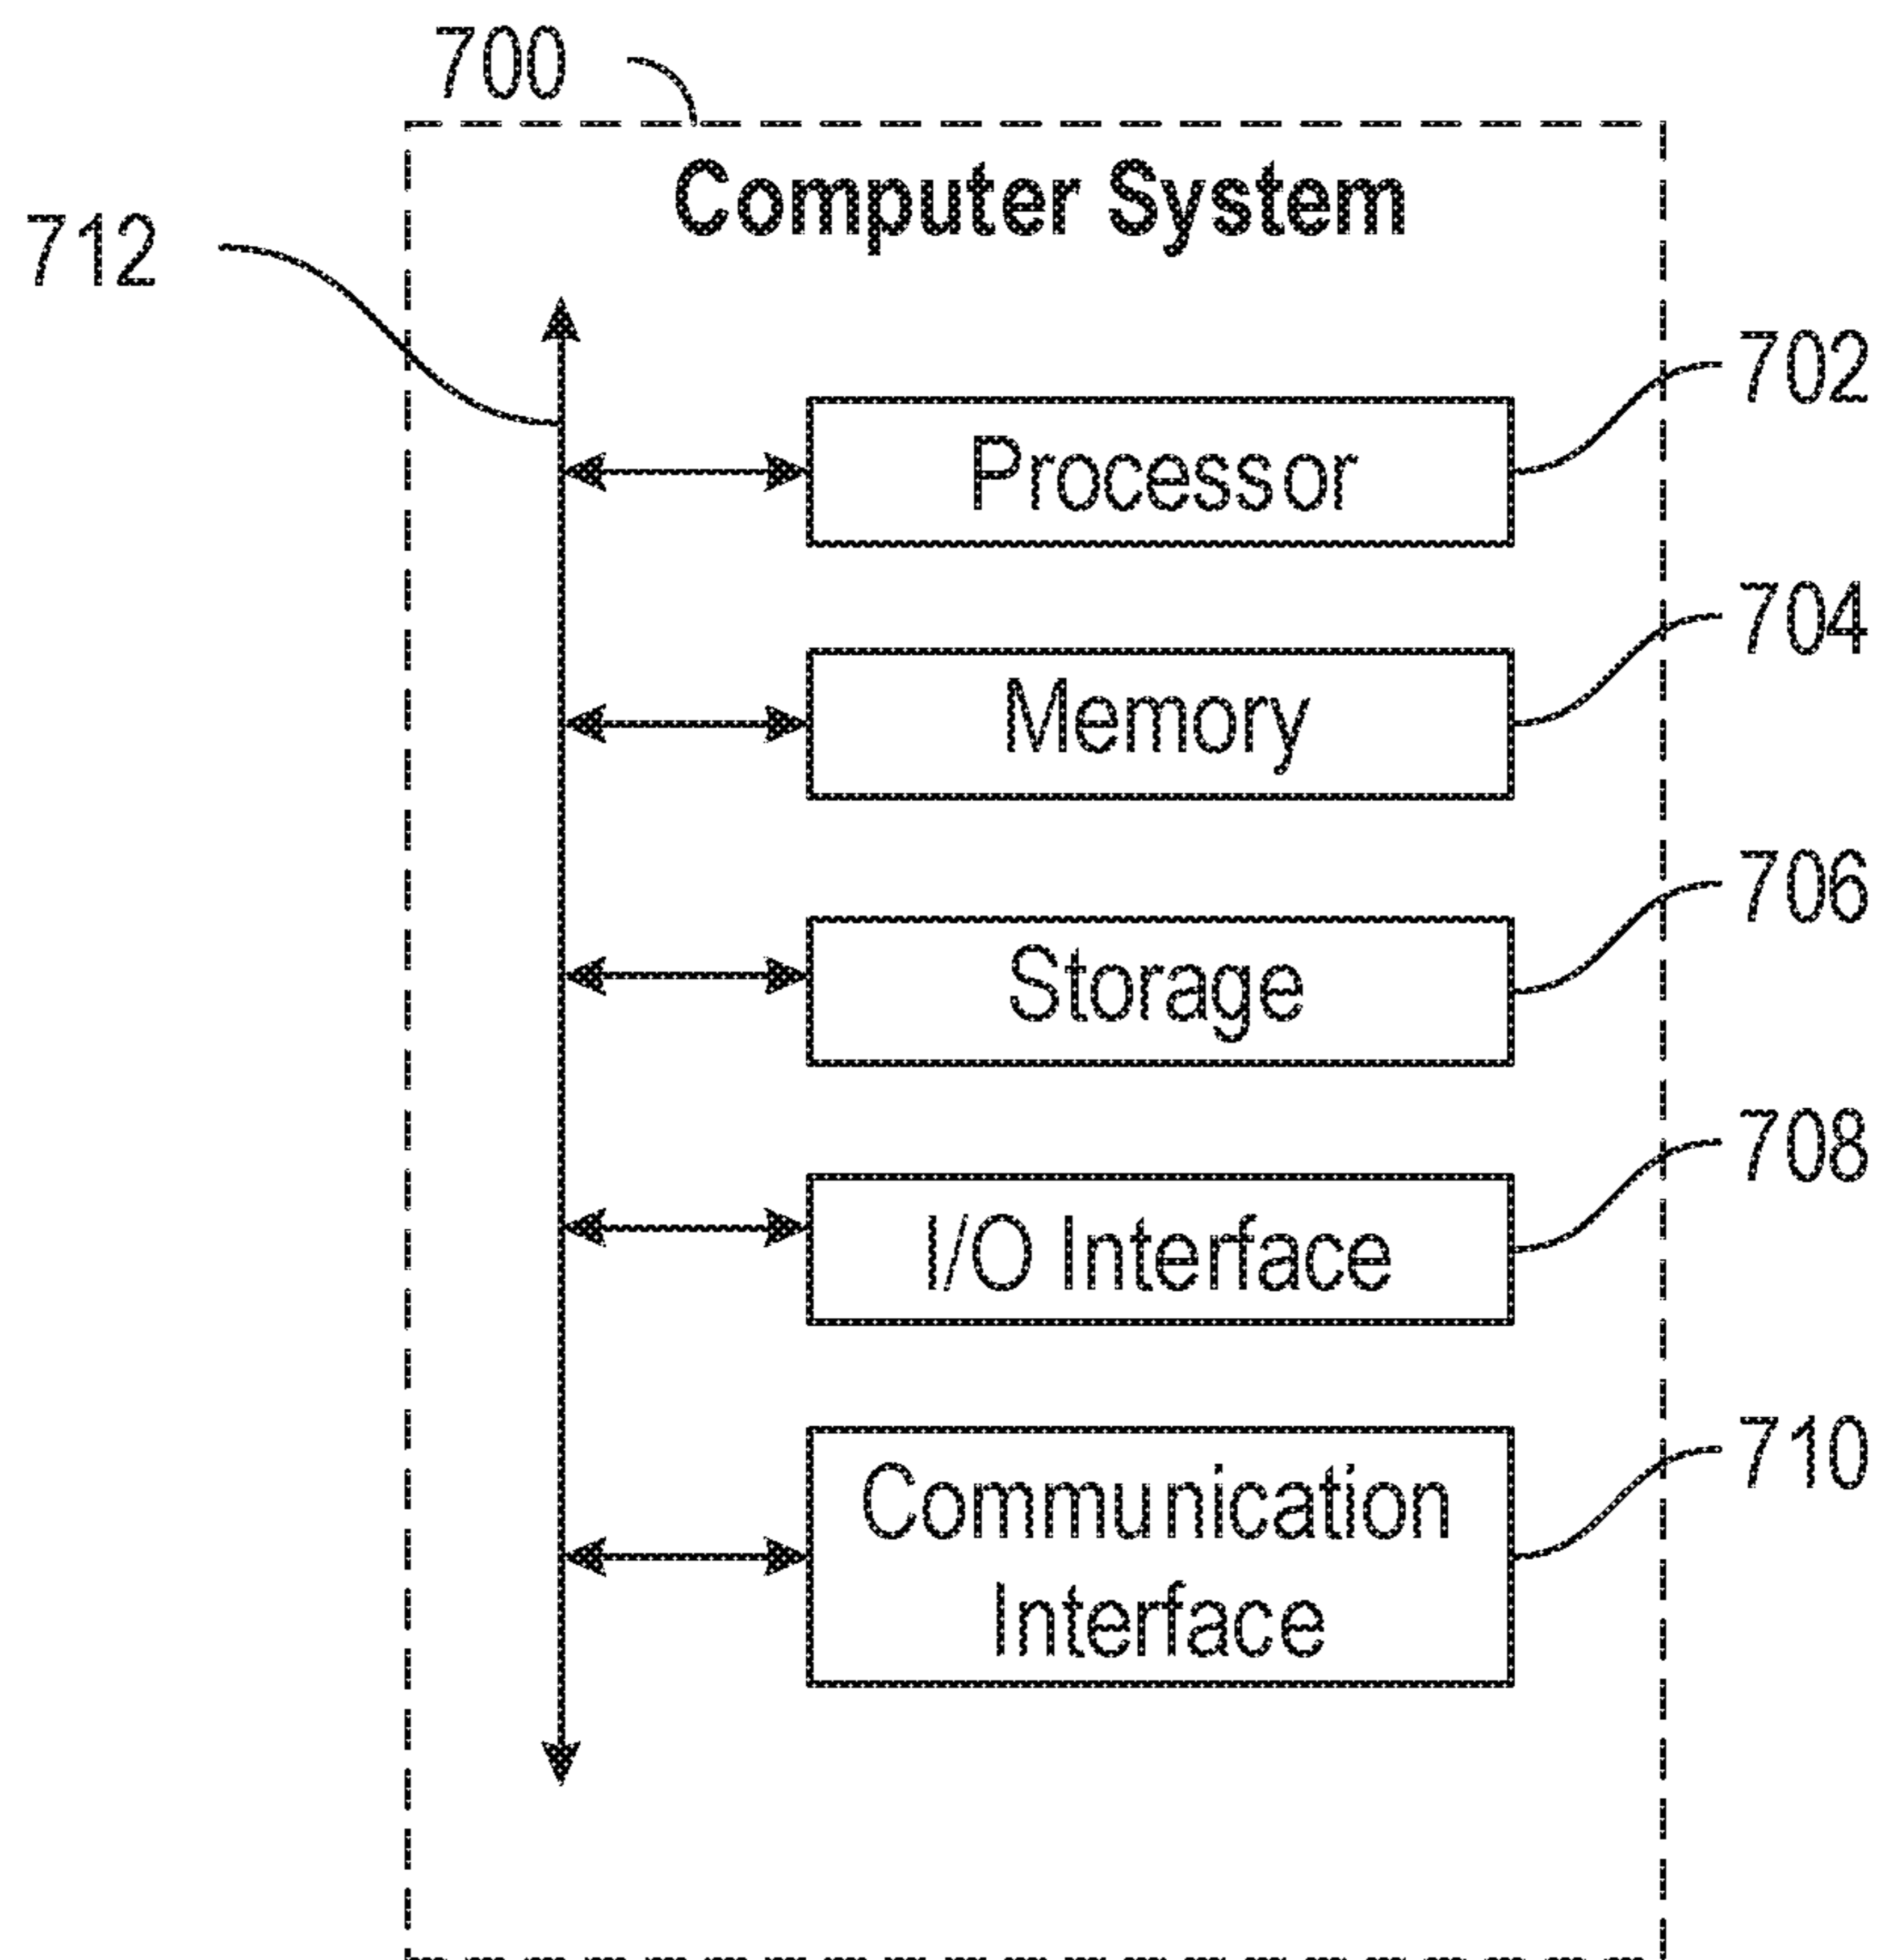 700
Computer System
712
702
Processor
704
Memory
706
Storage
708
I/O Interface
710
Communication
Interface